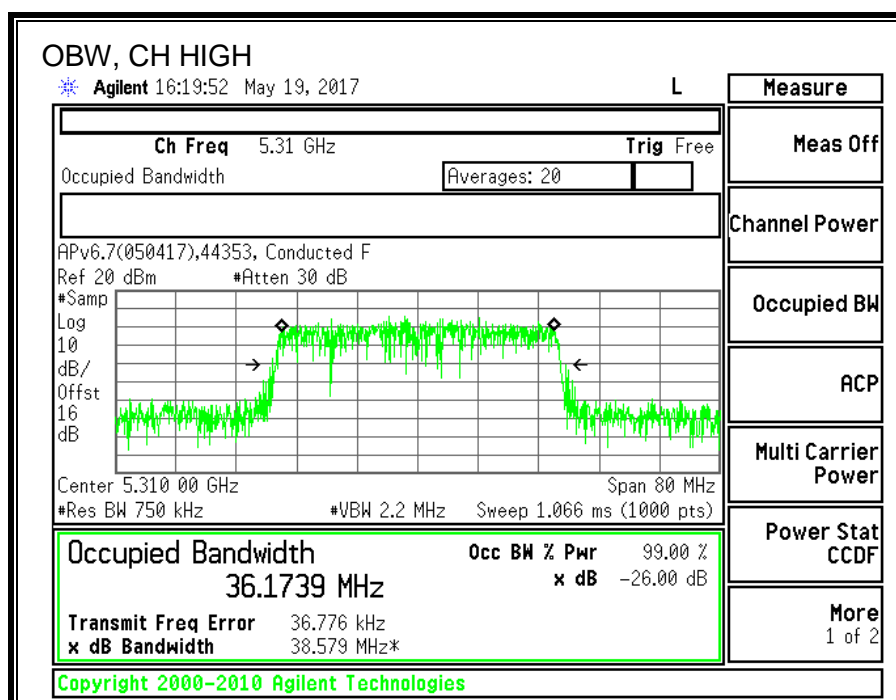 OBW, CH HIGH
Agilent 16:19:52 May 19, 2017 L
Measure
Ch Freq 5.31 GHz Trig Free
Occupied Bandwidth Averages: 20
APv6.7(050417),44353, Conducted F
Ref 20 dBm #Atten 30 dB
#Samp
Log
10
dB/
Offst
16
dB
Center 5.310 00 GHz Span 80 MHz
#Res BW 750 kHz #VBW 2.2 MHz Sweep 1.066 ms (1000 pts)
Occupied Bandwidth Occ BW % Pwr 99.00 %
36.1739 MHz x dB -26.00 dB
Transmit Freq Error 36.776 kHz
x dB Bandwidth 38.579 MHz*
Meas Off
Channel Power
Occupied BW
ACP
Multi Carrier
Power
Power Stat
CCDF
More
1 of 2
Copyright 2000-2010 Agilent Technologies